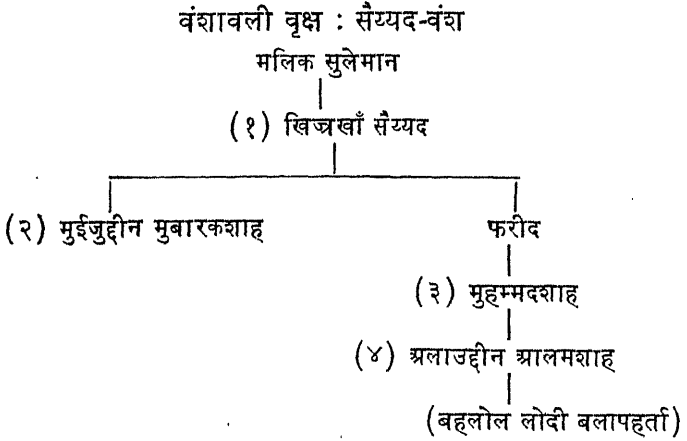 वंशावली वृक्ष : सैय्यद-वंश
मलिक सुलेमान
(१) खिज्रखाँ सैय्यद
(२) मुईजुद्दीन मुबारकशाह
फरीद
(३) मुहम्मदशाह
(४) अलाउद्दीन आलमशाह
(बहलोल लोदी बलापहर्ता)